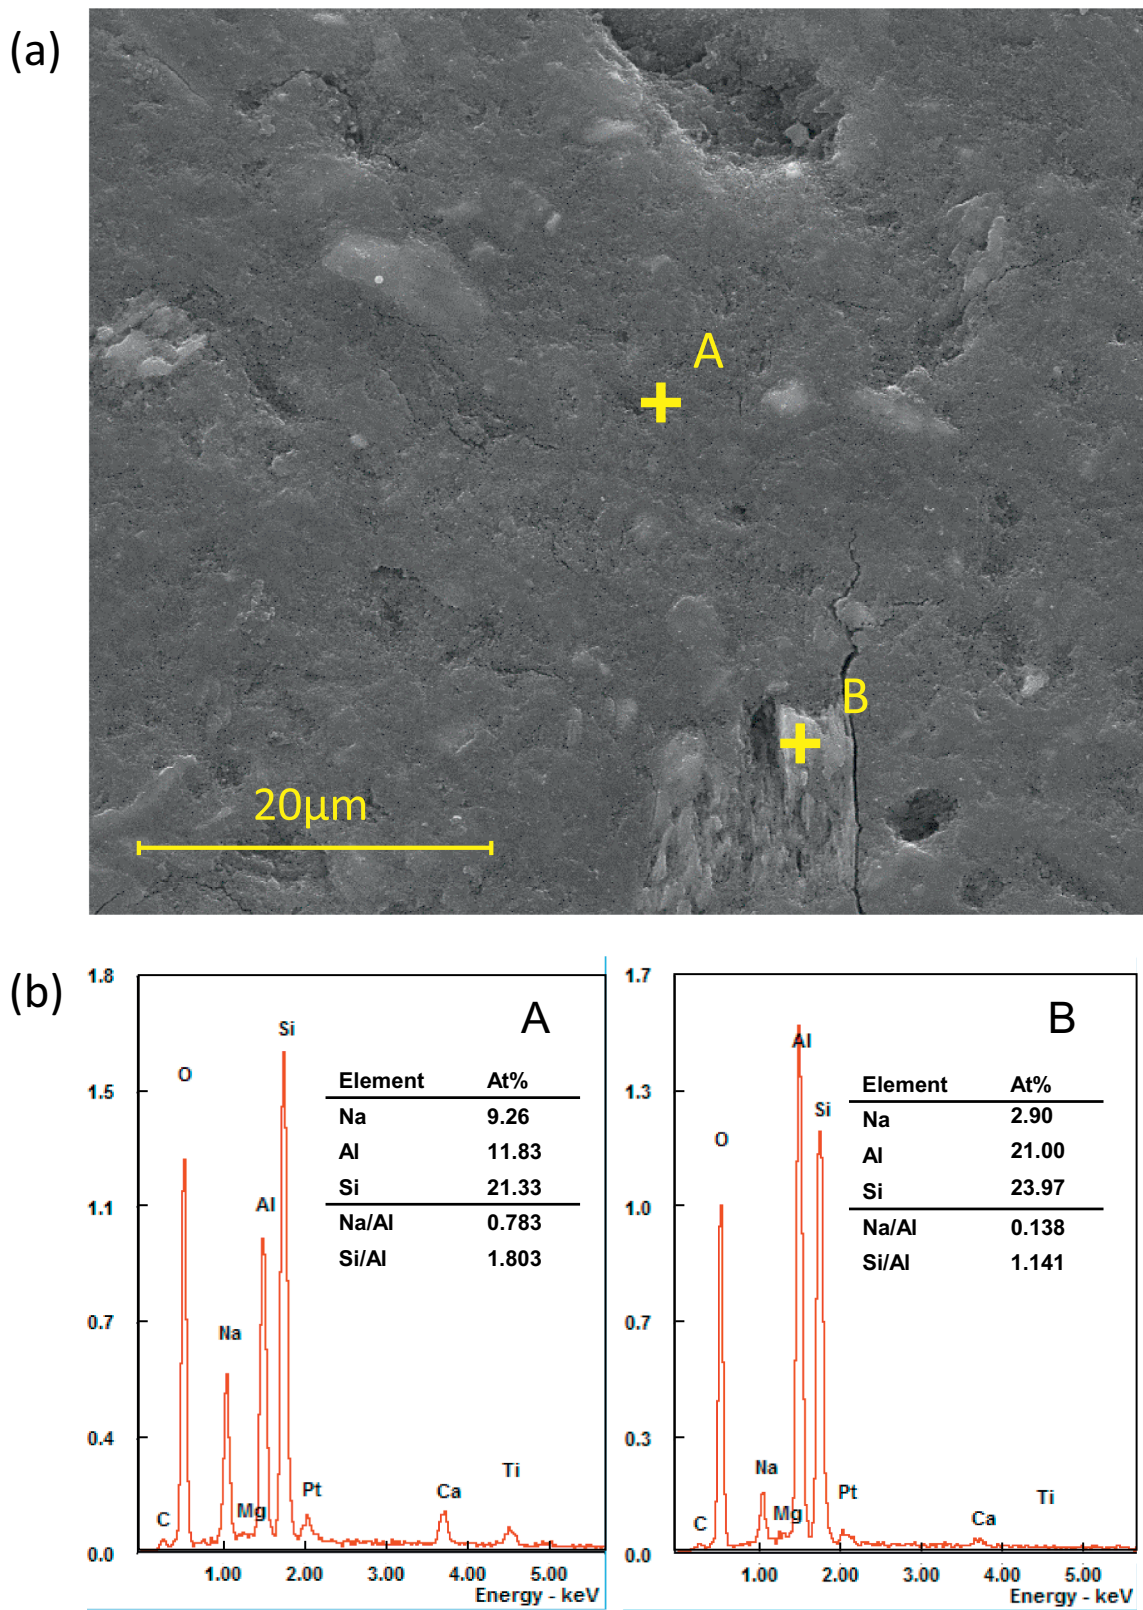 (a)
A
B
20µm
(b)
1.8
1.5
1.1
0.7
0.4
0.0
A
Si
O
Al
Na
C
Mg
Pt
Ca
Ti
Element At%
Na 9.26
Al 11.83
Si 21.33
Na/Al 0.783
Si/Al 1.803
1.00 2.00 3.00 4.00 5.00
Energy - keV
1.7
1.3
1.0
0.7
0.3
0.0
B
Al
Si
O
Na
C
Mg
Pt
Ca
Ti
Element At%
Na 2.90
Al 21.00
Si 23.97
Na/Al 0.138
Si/Al 1.141
1.00 2.00 3.00 4.00 5.00
Energy - keV